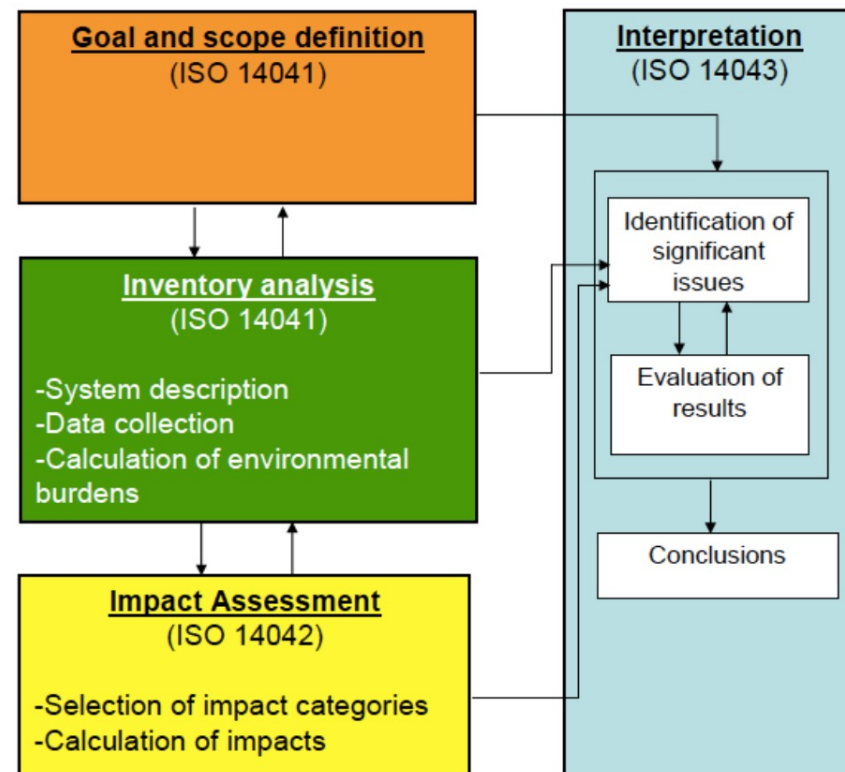 Goal and scope definition
(ISO 14041)
Inventory analysis
(ISO 14041)
-System description
-Data collection
-Calculation of environmental
burdens
Impact Assessment
(ISO 14042)
-Selection of impact categories
-Calculation of impacts
Interpretation
(ISO 14043)
Identification of
significant
issues
Evaluation of
results
Conclusions